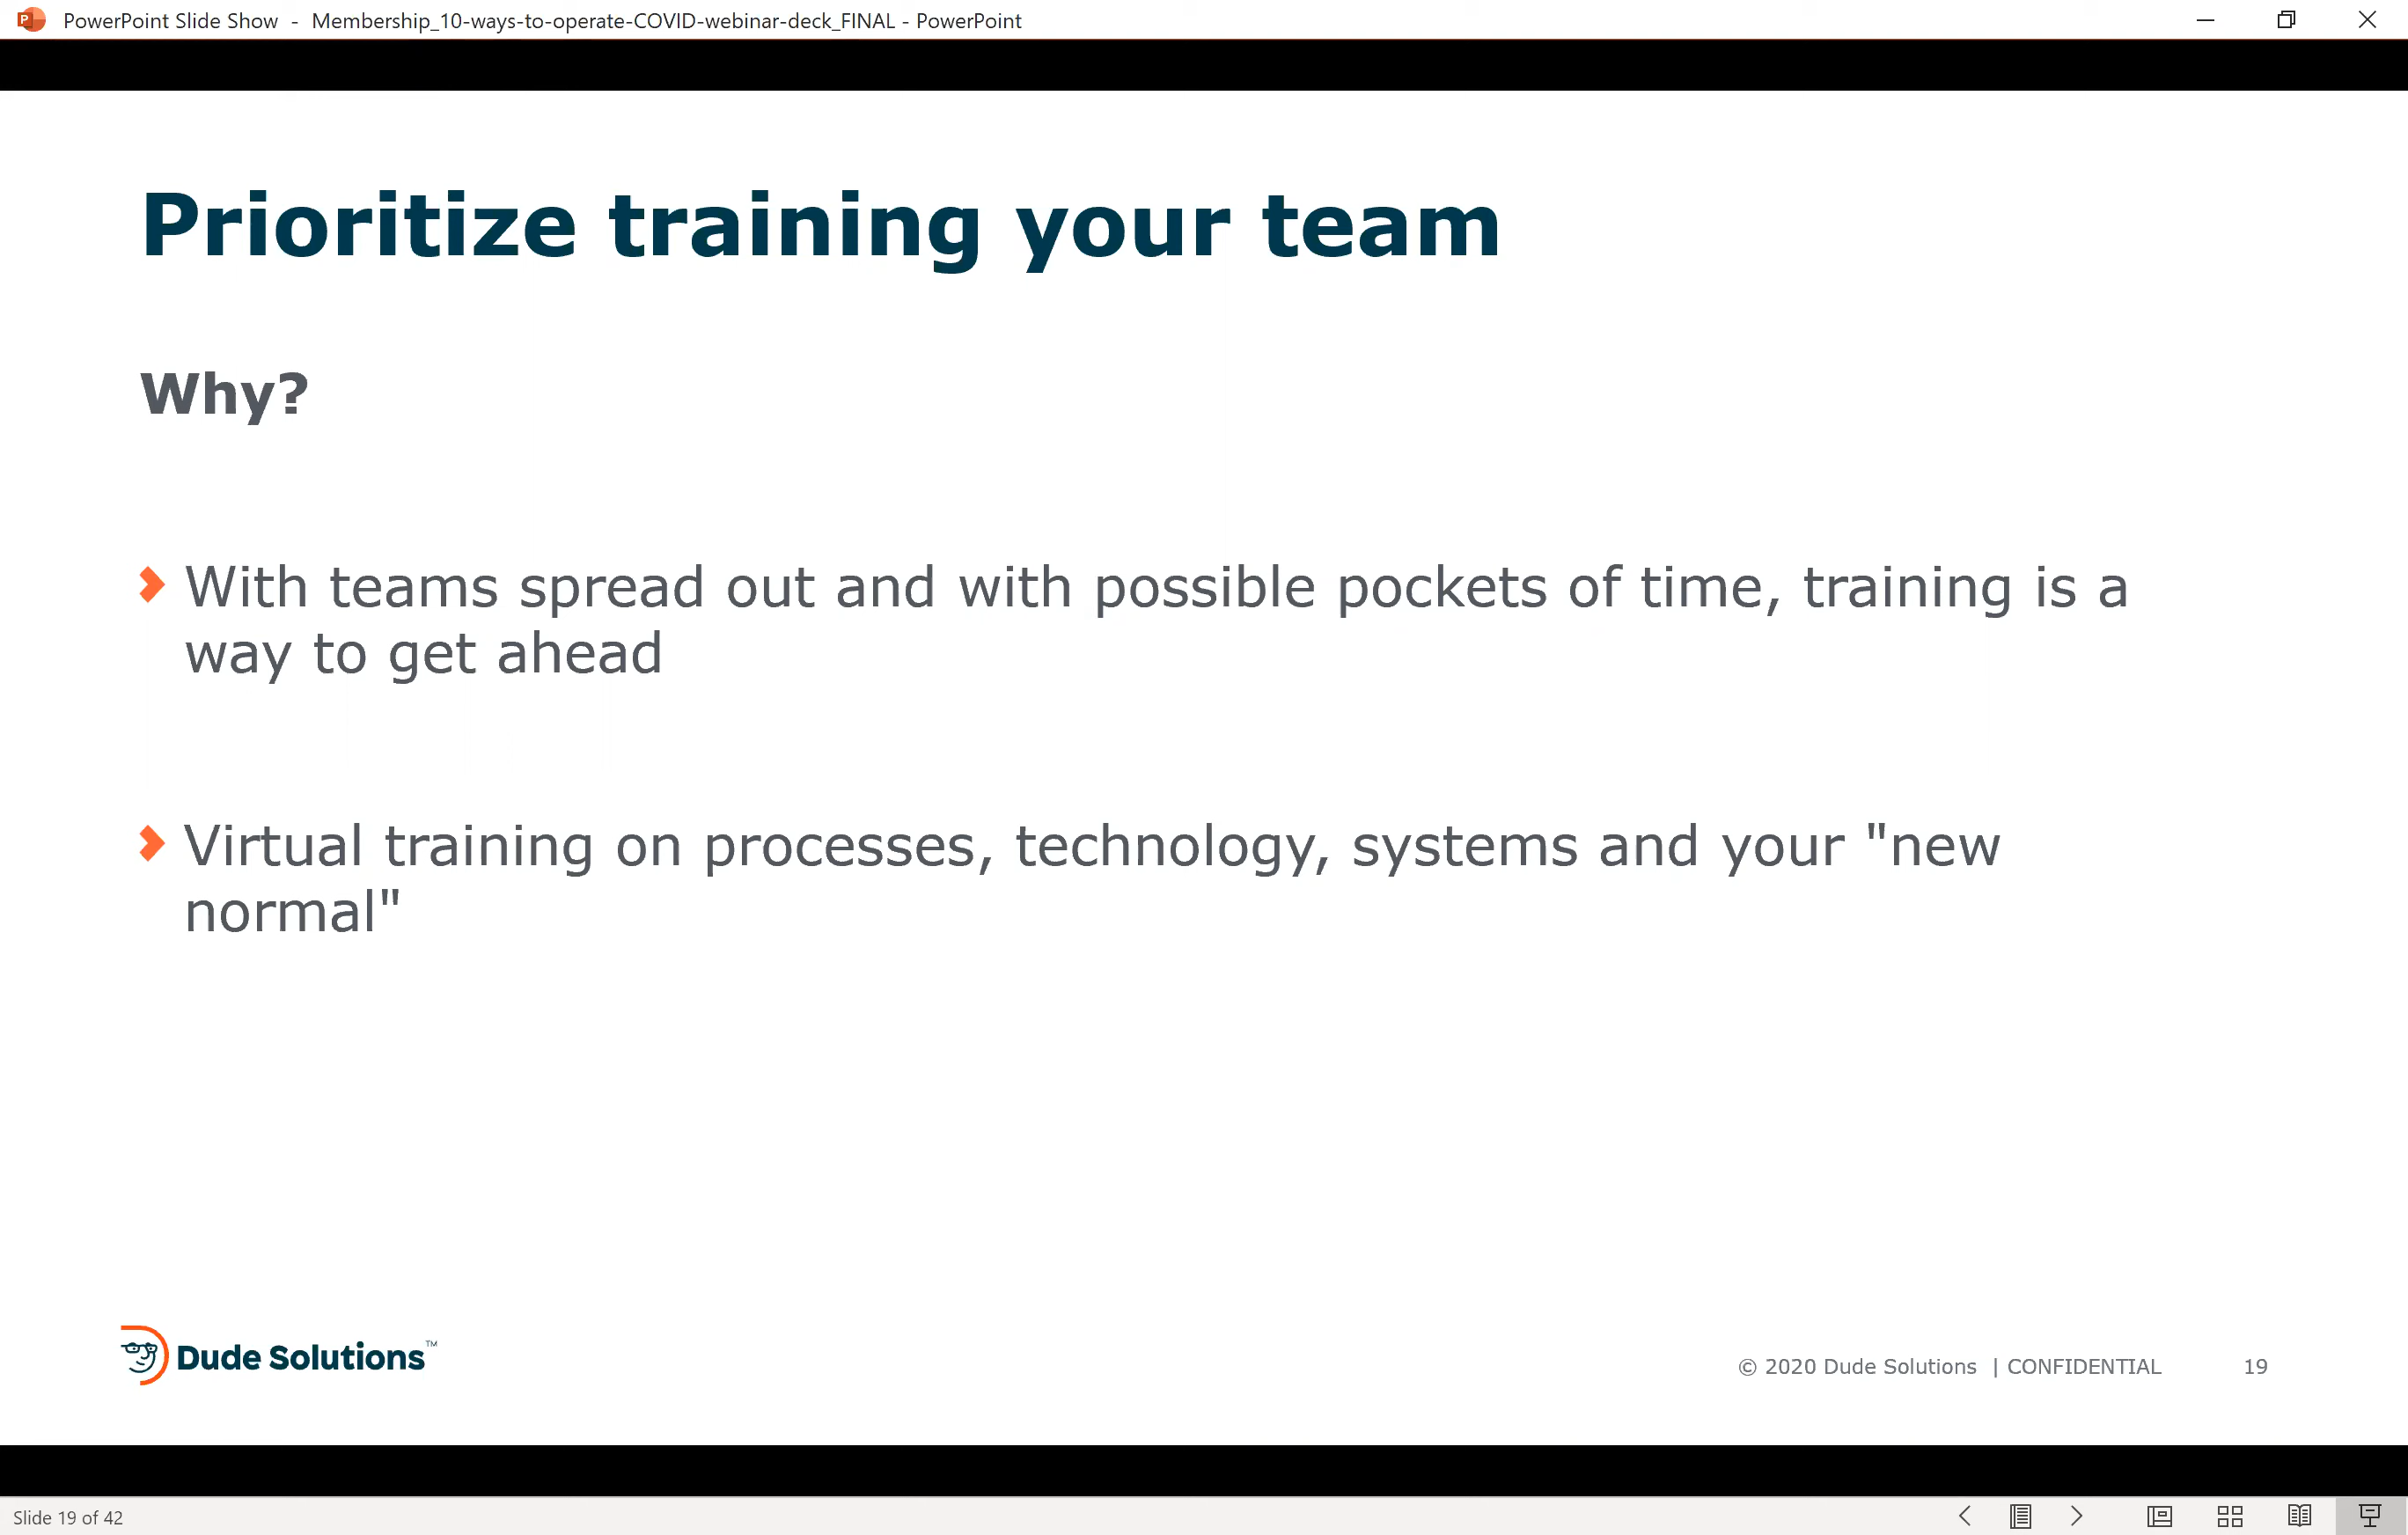 PowerPoint Slide Show - Membership_10-ways-to-operate-COVID-webinar-deck_FINAL - PowerPoint
Prioritize training your team
Why?
With teams spread out and with possible pockets of time, training is a
way to get ahead
Virtual training on processes, technology, systems and your "new
normal"
Dude Solutions™
© 2020 Dude Solutions | CONFIDENTIAL 19
Slide 19 of 42